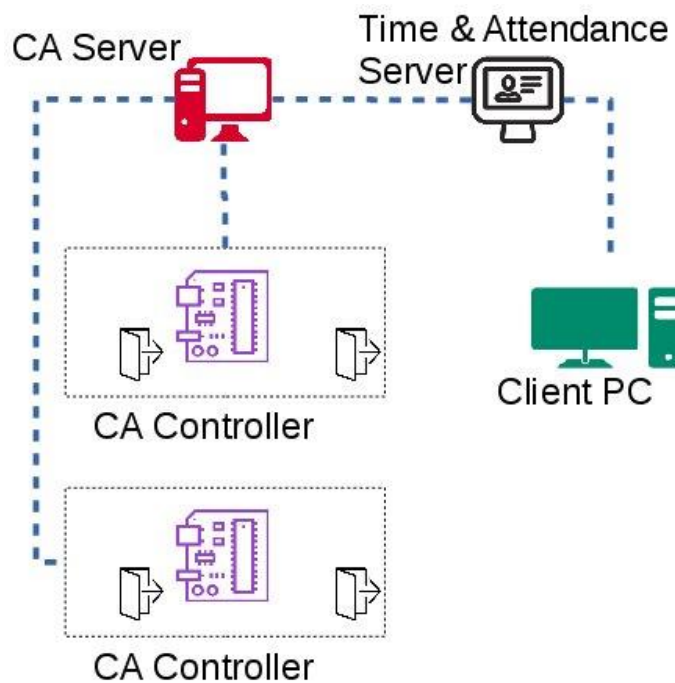 CA Server
Time & Attendance
Server
CA Controller
Client PC
CA Controller